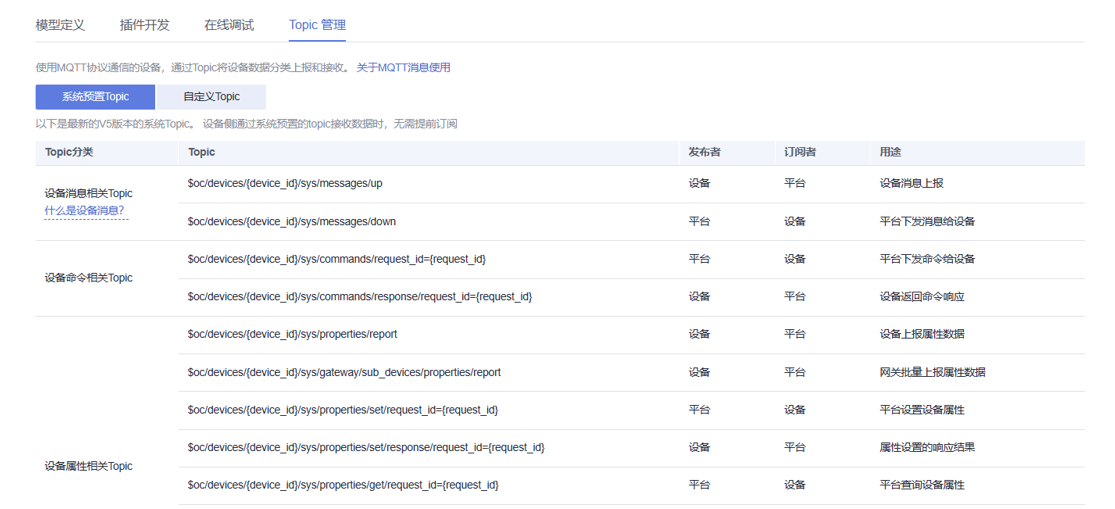 模型定义 插件开发 在线调试 Topic 管理
使用MQTT协议通信的设备，通过Topic将设备数据分类上报和接收。 关于MQTT消息使用
系统预置Topic 自定义Topic
以下是最新的V5版本的系统Topic。 设备侧通过系统预置的topic接收数据时，无需提前订阅
Topic分类 Topic 发布者 订阅者 用途
设备消息相关Topic
什么是设备消息?
$oc/devices/{device_id}/sys/messages/up 设备 平台 设备消息上报
$oc/devices/{device_id}/sys/messages/down 平台 设备 平台下发消息给设备
设备命令相关Topic
$oc/devices/{device_id}/sys/commands/request_id={request_id} 平台 设备 平台下发命令给设备
$oc/devices/{device_id}/sys/commands/response/request_id={request_id} 设备 平台 设备返回命令响应
设备属性相关Topic
$oc/devices/{device_id}/sys/properties/report 设备 平台 设备上报属性数据
$oc/devices/{device_id}/sys/gateway/sub_devices/properties/report 设备 平台 网关批量上报属性数据
$oc/devices/{device_id}/sys/properties/set/request_id={request_id} 平台 设备 平台设置设备属性
$oc/devices/{device_id}/sys/properties/set/response/request_id={request_id} 设备 平台 属性设置的响应结果
$oc/devices/{device_id}/sys/properties/get/request_id={request_id} 平台 设备 平台查询设备属性